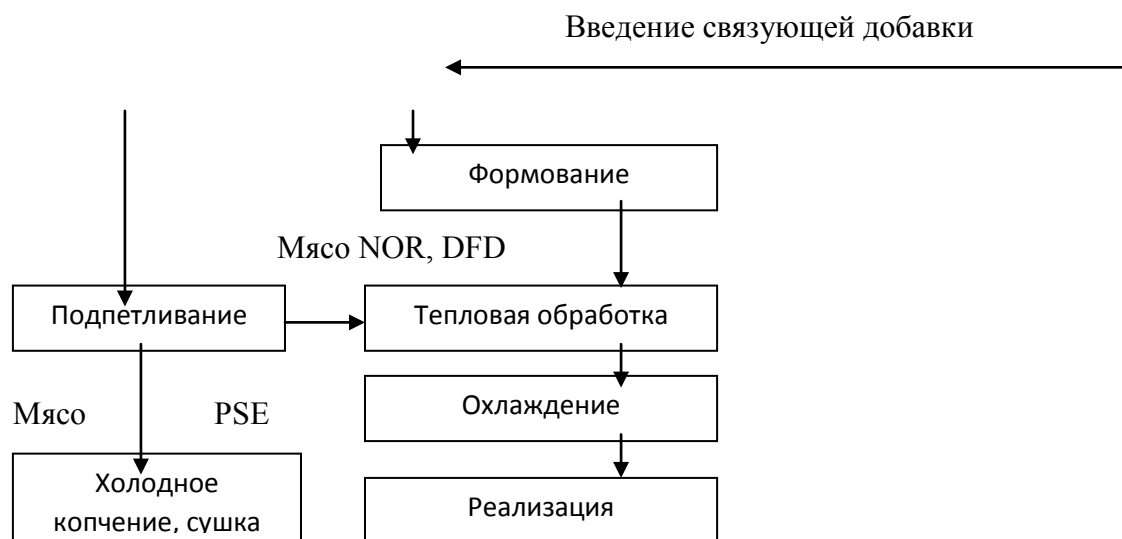 Введение связующей добавки
Формование
Мясо NOR, DFD
Подпетливание
Тепловая обработка
Охлаждение
Мясо PSE
Холодное
копчение, сушка
Реализация